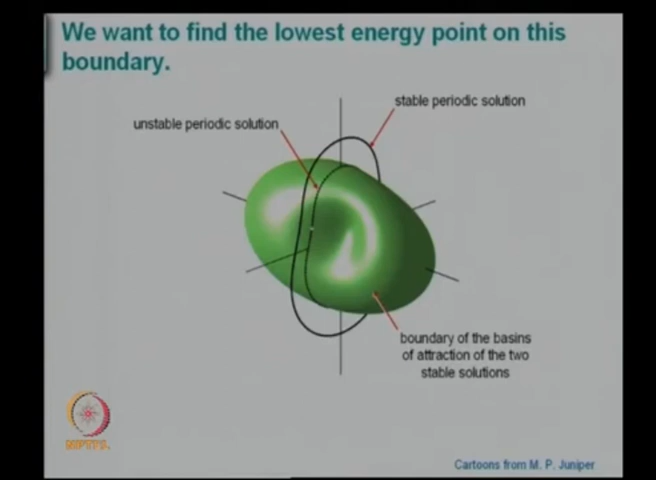 We want to find the lowest energy point on this
boundary.
stable periodic solution
unstable periodic solution
boundary of the basins
of attraction of the two
stable solutions
NPTEL
Cartoons from M. P. Juniper